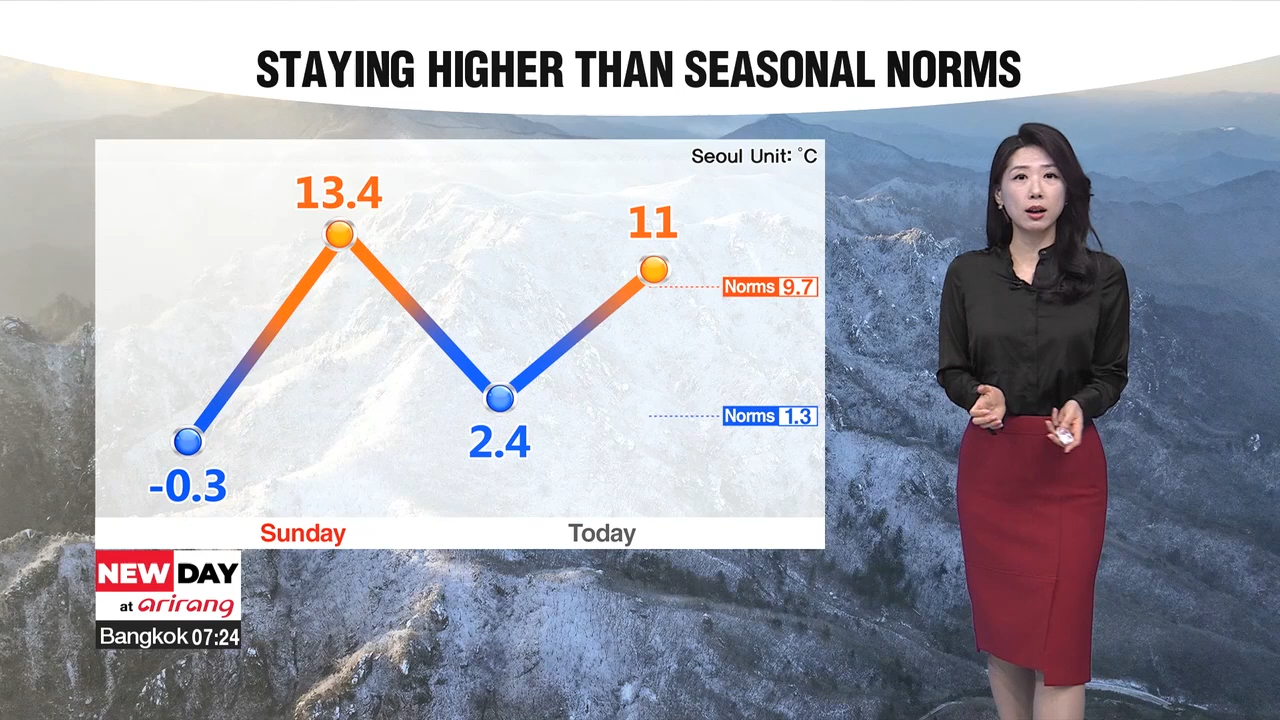 STAYING HIGHER THAN SEASONAL NORMS
Seoul Unit: °C
13.4
11
Norms 9.7
Norms 1.3
2.4
-0.3
Sunday
Today
NEW DAY
at arirang
Bangkok 07:24